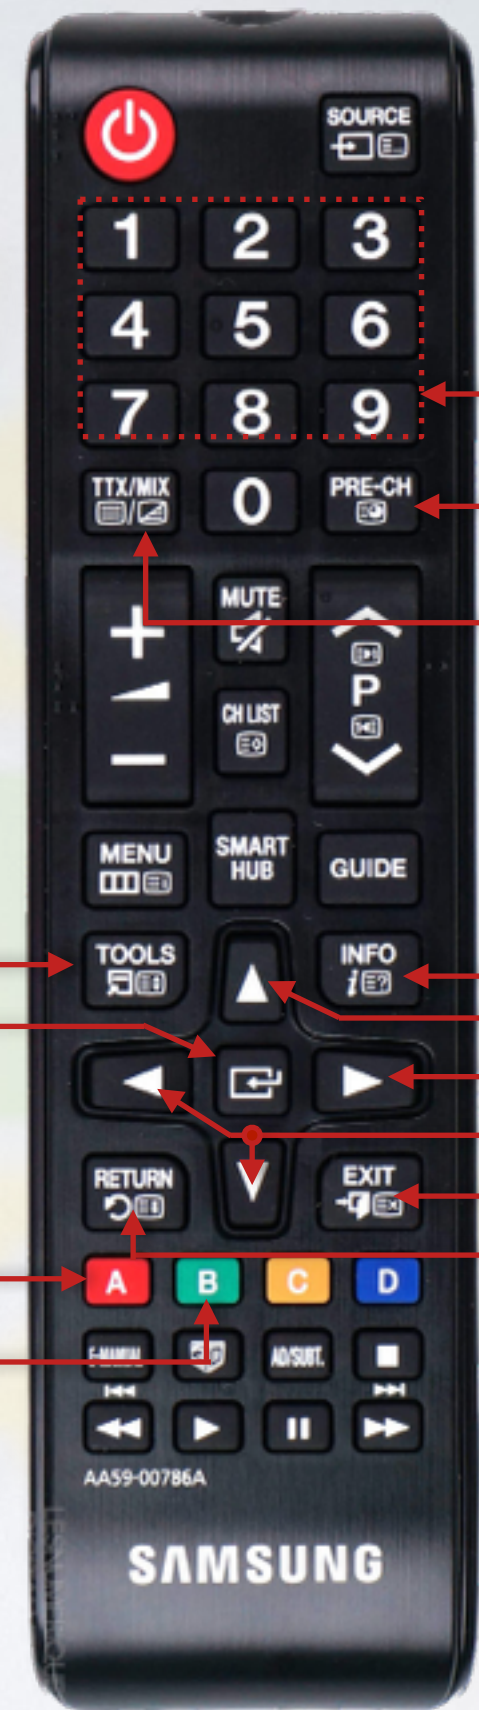 SOURCE
1 2 3
4 5 6
7 8 9
TTX/MIX 0 PRE-CH
MUTE
P
CH LIST
MENU SMART HUB GUIDE
TOOLS INFO
RETURN EXIT
A B C D
E-MANUAL AD/SUBT.
AA59-00786A
SAMSUNG